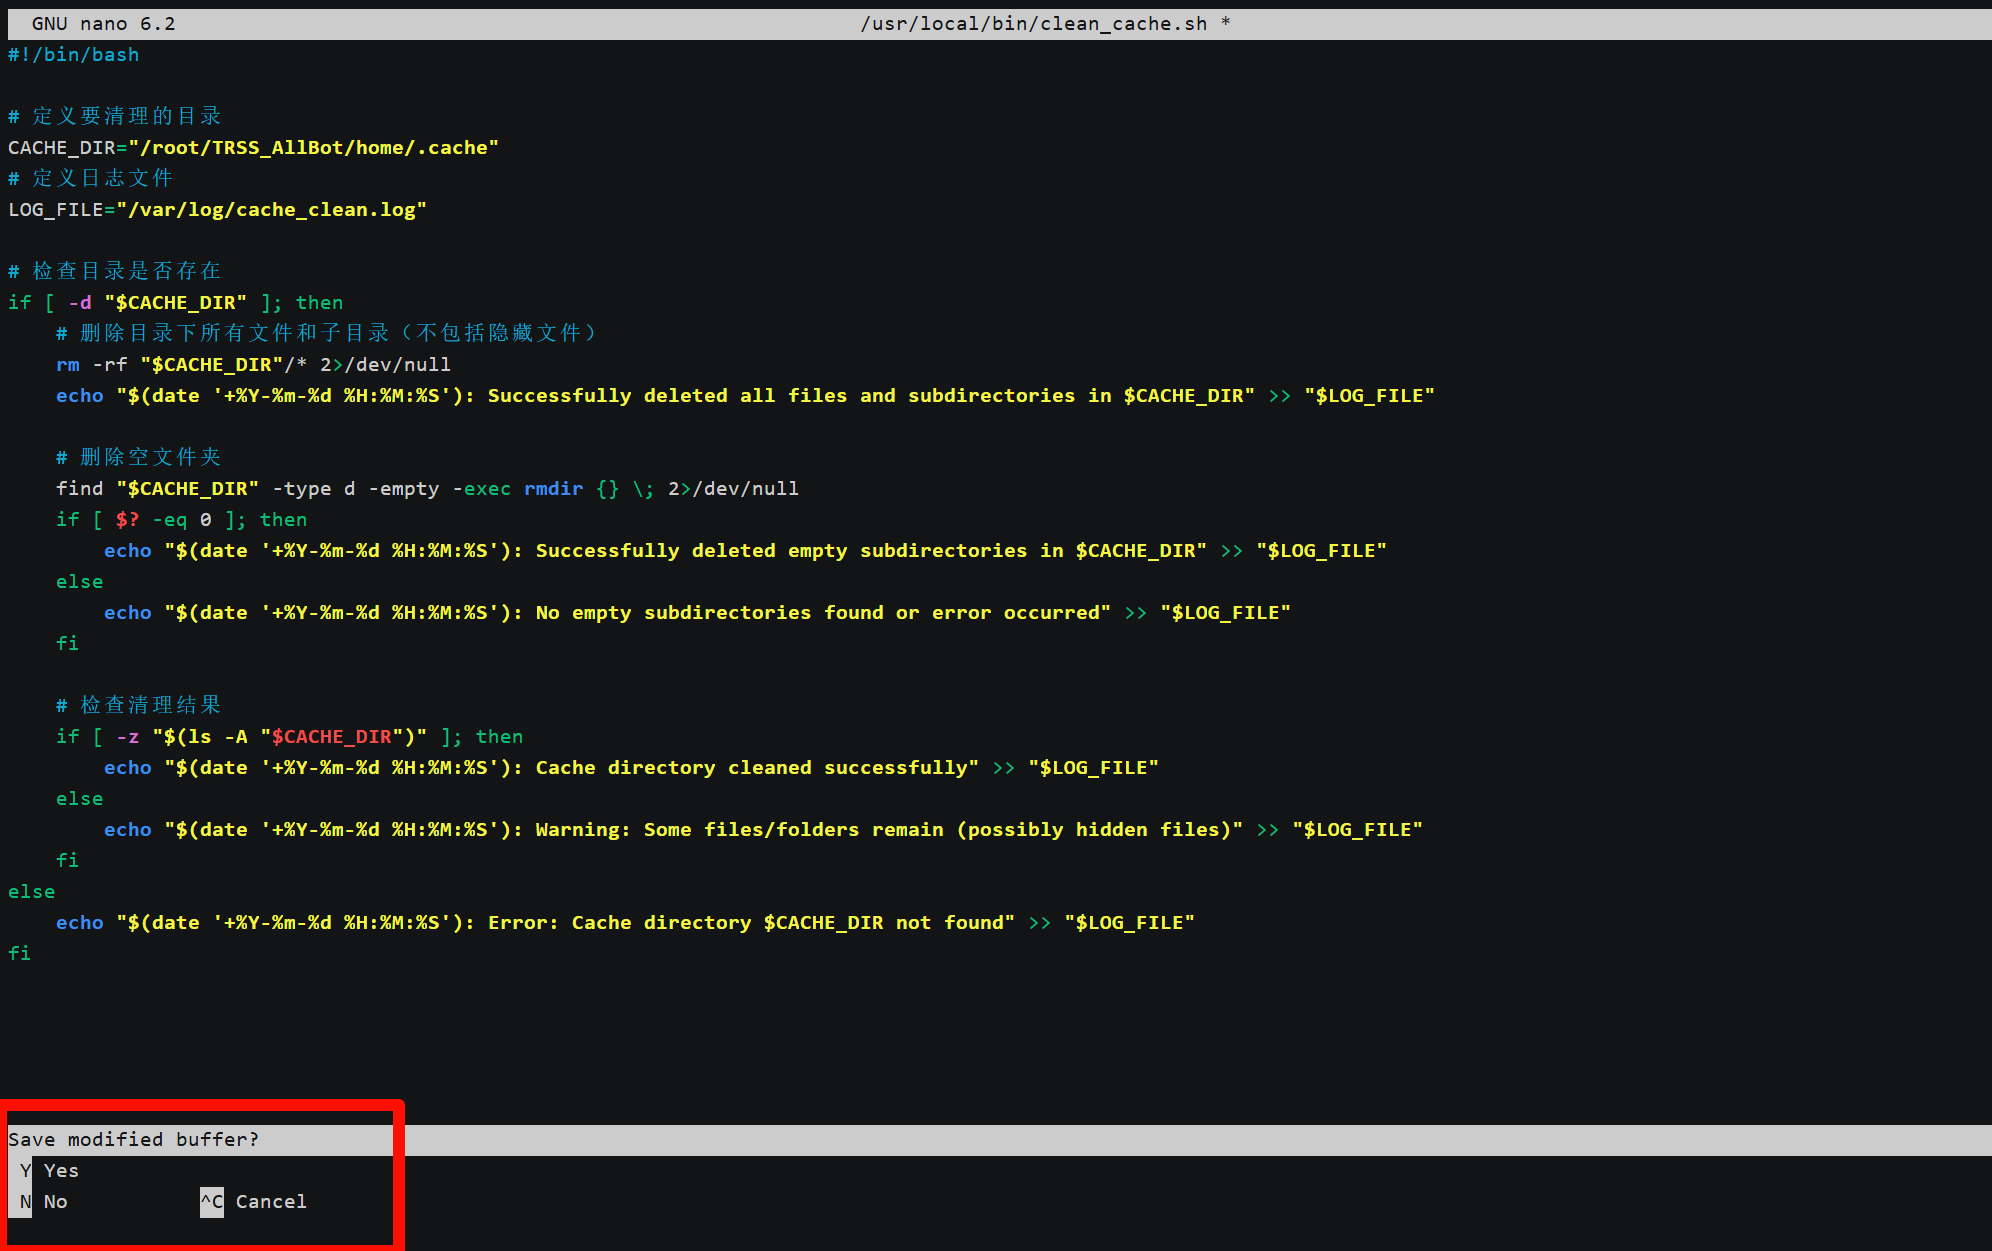 GNU nano 6.2 /usr/local/bin/clean_cache.sh *
#!/bin/bash
# 定义要清理的目录
CACHE_DIR="/root/TRSS_AllBot/home/.cache"
# 定义日志文件
LOG_FILE="/var/log/cache_clean.log"
# 检查目录是否存在
if [ -d "$CACHE_DIR" ]; then
    # 删除目录下所有文件和子目录（不包括隐藏文件）
    rm -rf "$CACHE_DIR"/* 2>/dev/null
    echo "$(date '+%Y-%m-%d %H:%M:%S'): Successfully deleted all files and subdirectories in $CACHE_DIR" >> "$LOG_FILE"
    # 删除空文件夹
    find "$CACHE_DIR" -type d -empty -exec rmdir {} \; 2>/dev/null
    if [ $? -eq 0 ]; then
        echo "$(date '+%Y-%m-%d %H:%M:%S'): Successfully deleted empty subdirectories in $CACHE_DIR" >> "$LOG_FILE"
    else
        echo "$(date '+%Y-%m-%d %H:%M:%S'): No empty subdirectories found or error occurred" >> "$LOG_FILE"
    fi
    # 检查清理结果
    if [ -z "$(ls -A "$CACHE_DIR")" ]; then
        echo "$(date '+%Y-%m-%d %H:%M:%S'): Cache directory cleaned successfully" >> "$LOG_FILE"
    else
        echo "$(date '+%Y-%m-%d %H:%M:%S'): Warning: Some files/folders remain (possibly hidden files)" >> "$LOG_FILE"
    fi
else
    echo "$(date '+%Y-%m-%d %H:%M:%S'): Error: Cache directory $CACHE_DIR not found" >> "$LOG_FILE"
fi
Save modified buffer?
Y Yes
N No ^C Cancel